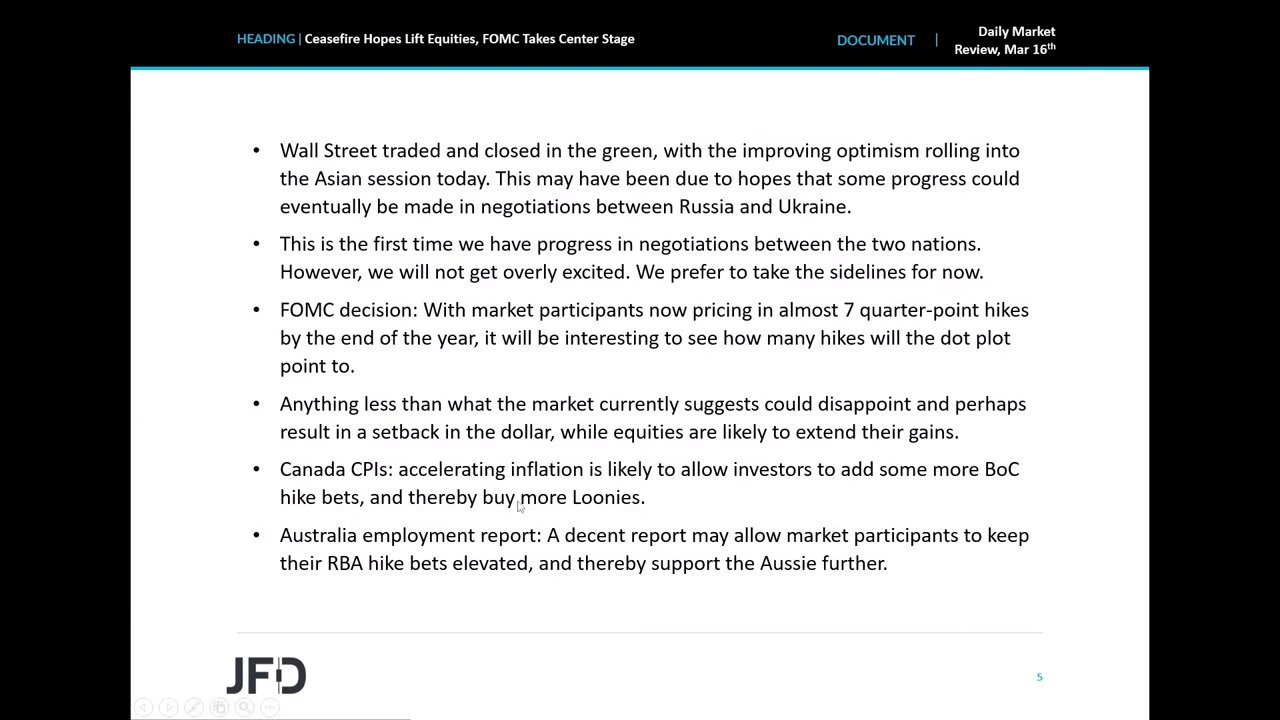 HEADING | Ceasefire Hopes Lift Equities, FOMC Takes Center Stage
DOCUMENT | Daily Market
Review, Mar 16th
• Wall Street traded and closed in the green, with the improving optimism rolling into
the Asian session today. This may have been due to hopes that some progress could
eventually be made in negotiations between Russia and Ukraine.
• This is the first time we have progress in negotiations between the two nations.
However, we will not get overly excited. We prefer to take the sidelines for now.
• FOMC decision: With market participants now pricing in almost 7 quarter-point hikes
by the end of the year, it will be interesting to see how many hikes will the dot plot
point to.
• Anything less than what the market currently suggests could disappoint and perhaps
result in a setback in the dollar, while equities are likely to extend their gains.
• Canada CPIs: accelerating inflation is likely to allow investors to add some more BoC
hike bets, and thereby buy more Loonies.
• Australia employment report: A decent report may allow market participants to keep
their RBA hike bets elevated, and thereby support the Aussie further.
JFD
5